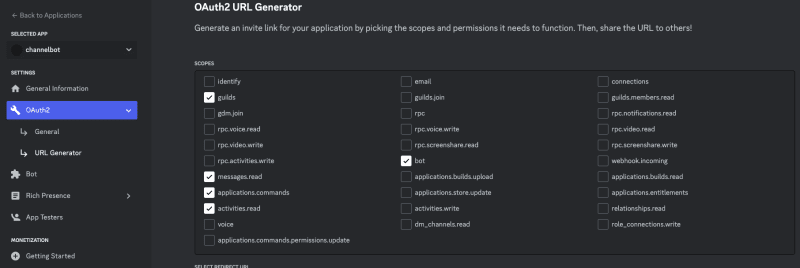 ← Back to Applications
SELECTED APP
channelbot
SETTINGS
General Information
OAuth2
General
URL Generator
Bot
Rich Presence
App Testers
MONETIZATION
Getting Started
OAuth2 URL Generator
Generate an invite link for your application by picking the scopes and permissions it needs to function. Then, share the URL to others!
SCOPES
identify email connections
guilds guilds.join guilds.members.read
gdm.join rpc rpc.notifications.read
rpc.voice.read rpc.voice.write rpc.video.read
rpc.video.write rpc.screenshare.read rpc.screenshare.write
rpc.activities.write bot webhook.incoming
messages.read applications.builds.upload applications.builds.read
applications.commands applications.store.update applications.entitlements
activities.read activities.write relationships.read
voice dm_channels.read role_connections.write
applications.commands.permissions.update
SELECT REDIRECT URL